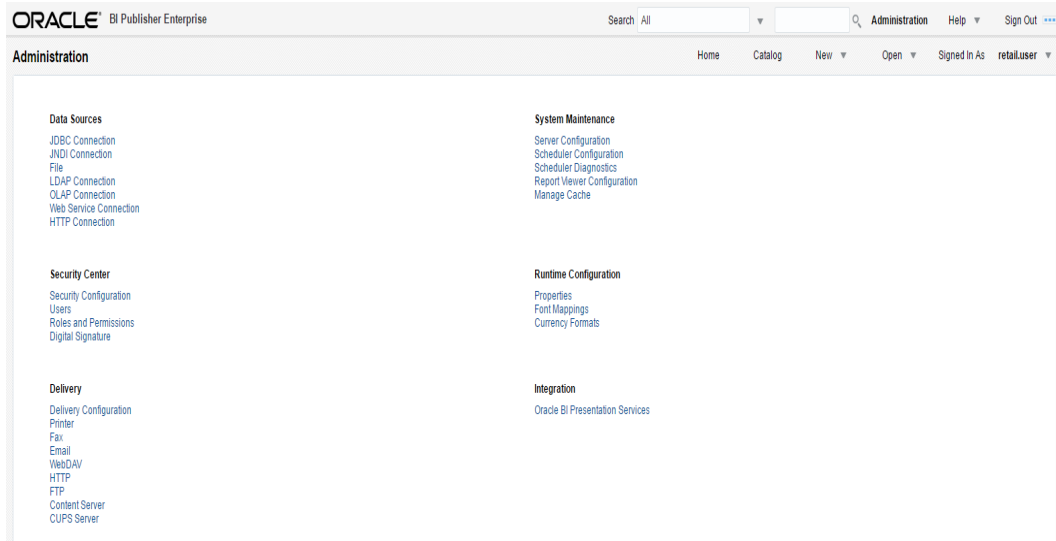 ORACLE® BI Publisher Enterprise Search All Administration Help Sign Out
Administration Home Catalog New Open Signed In As retail.user
Data Sources
JDBC Connection
JNDI Connection
File
LDAP Connection
OLAP Connection
Web Service Connection
HTTP Connection
System Maintenance
Server Configuration
Scheduler Configuration
Scheduler Diagnostics
Report Viewer Configuration
Manage Cache
Security Center
Security Configuration
Users
Roles and Permissions
Digital Signature
Runtime Configuration
Properties
Font Mappings
Currency Formats
Delivery
Delivery Configuration
Printer
Fax
Email
WebDAV
HTTP
FTP
Content Server
CUPS Server
Integration
Oracle BI Presentation Services